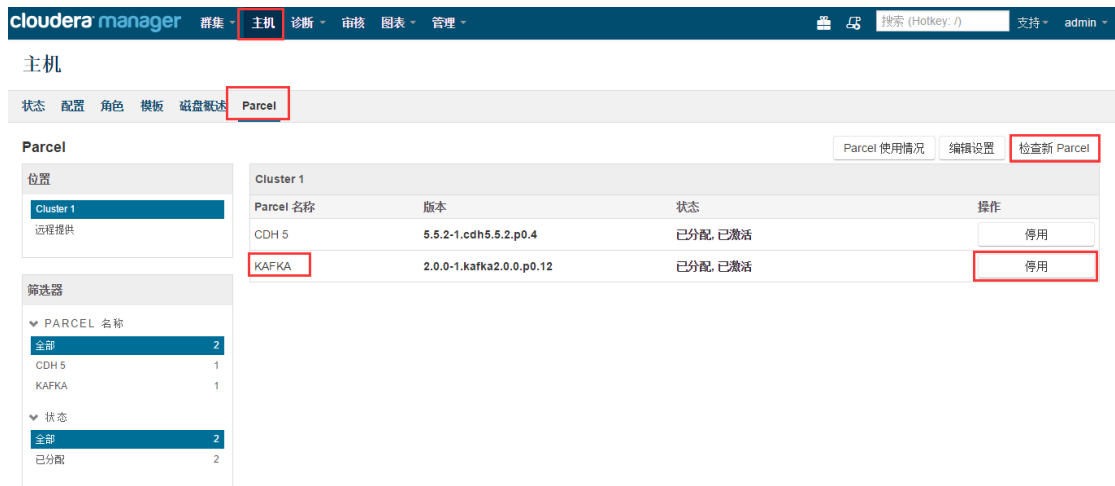 cloudera manager 群集 主机 诊断 审核 图表 管理 搜索 (Hotkey: /) 支持 admin
主机
状态 配置 角色 模板 磁盘概述 Parcel
Parcel Parcel 使用情况 编辑设置 检查新 Parcel
位置 Cluster 1
Cluster 1 Parcel 名称 版本 状态 操作
远程提供 CDH 5 5.5.2-1.cdh5.5.2.p0.4 已分配, 已激活 停用
KAFKA 2.0.0-1.kafka2.0.0.p0.12 已分配, 已激活 停用
筛选器
PARCEL 名称
全部 2
CDH 5 1
KAFKA 1
状态
全部 2
已分配 2